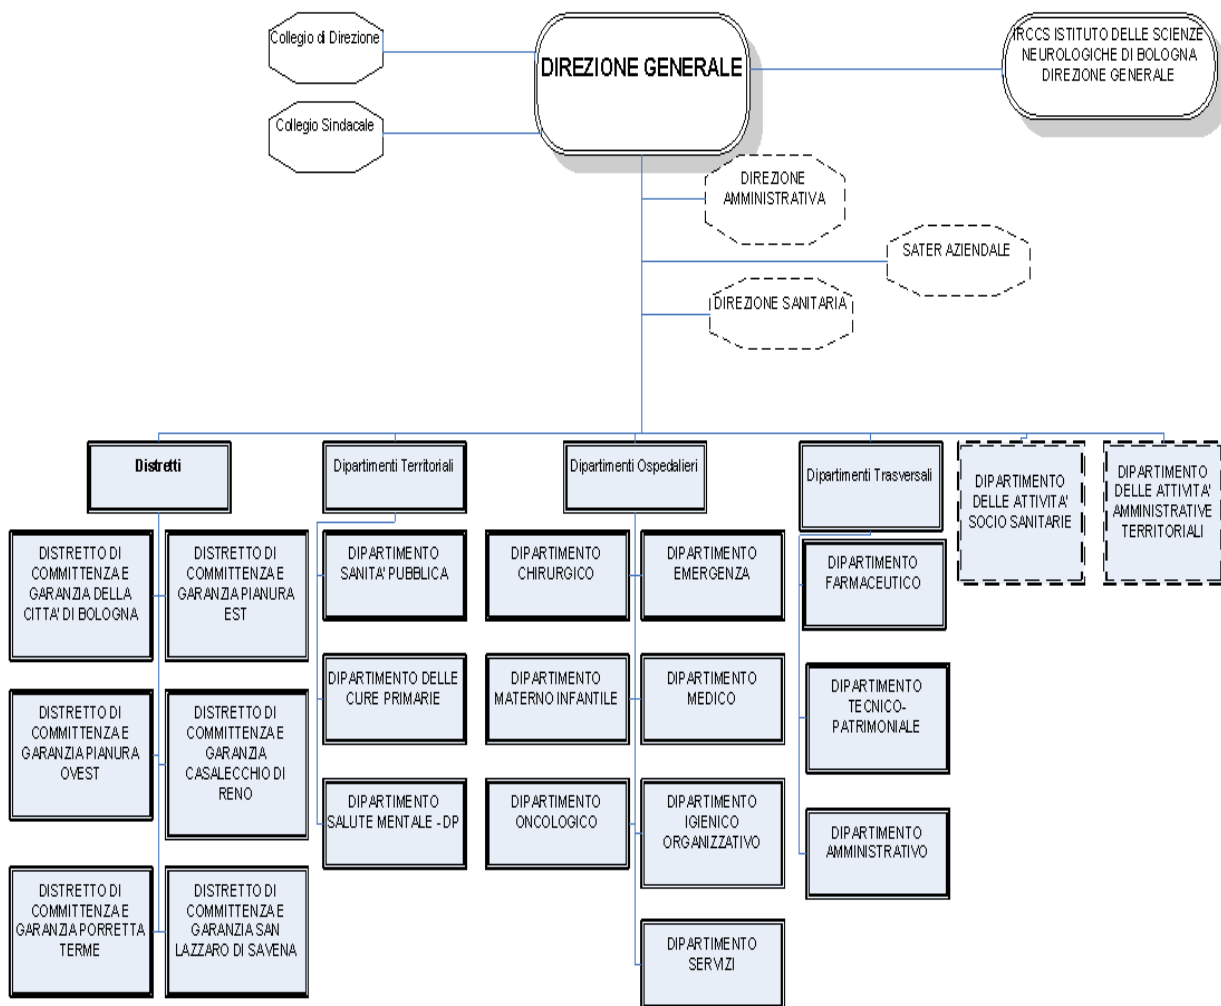 Collegio di Direzione
DIREZIONE GENERALE
IRCCS ISTITUTO DELLE SCIENZE
NEUROLOGICHE DI BOLOGNA
DIREZIONE GENERALE
Collegio Sindacale
DIREZIONE
AMMINISTRATIVA
SATER AZIENDALE
DIREZIONE SANITARIA
Distretti
DISTRETTO DI
COMMITTENZA E
GARANZIA DELLA
CITTA' DI BOLOGNA
DISTRETTO DI
COMMITTENZA E
GARANZIA PIANURA
EST
DISTRETTO DI
COMMITTENZA E
GARANZIA PIANURA
OVEST
DISTRETTO DI
COMMITTENZA E
GARANZIA
CASALECCHIO DI
RENO
DISTRETTO DI
COMMITTENZA E
GARANZIA PORRETTA
TERME
DISTRETTO DI
COMMITTENZA E
GARANZIA SAN
LAZZARO DI SAVENA
Dipartimenti Territoriali
DIPARTIMENTO
SANITA' PUBBLICA
DIPARTIMENTO DELLE
CURE PRIMARIE
DIPARTIMENTO
SALUTE MENTALE - DP
Dipartimenti Ospedalieri
DIPARTIMENTO
CHIRURGICO
DIPARTIMENTO
EMERGENZA
DIPARTIMENTO
MATERNO INFANTILE
DIPARTIMENTO
MEDICO
DIPARTIMENTO
ONCOLOGICO
DIPARTIMENTO
IGIENICO
ORGANIZZATIVO
DIPARTIMENTO
SERVIZI
Dipartimenti Trasversali
DIPARTIMENTO
FARMACEUTICO
DIPARTIMENTO
TECNICO-
PATRIMONIALE
DIPARTIMENTO
AMMINISTRATIVO
DIPARTIMENTO
DELLE ATTIVITA'
SOCIO SANITARIE
DIPARTIMENTO
DELLE ATTIVITA'
AMMINISTRATIVE
TERRITORIALI